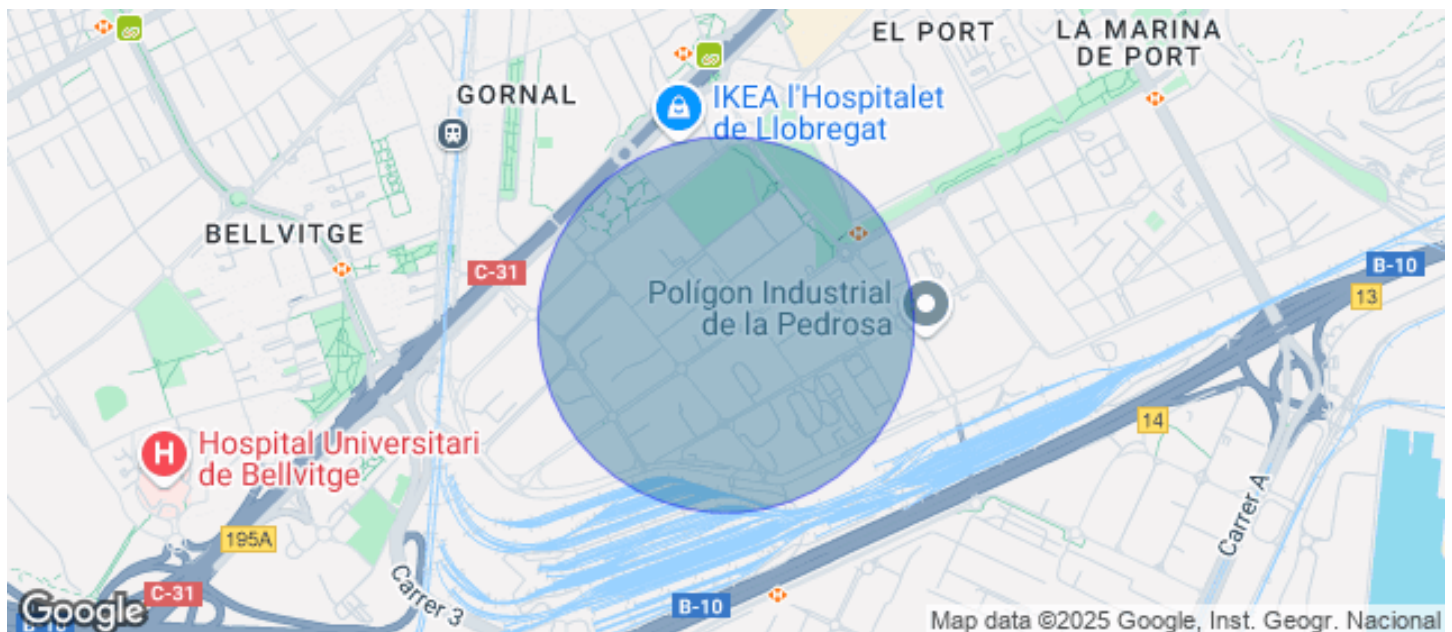 EL PORT
LA MARINA
DE PORT
GORNAL
IKEA l'Hospitalet
de Llobregat
BELLVITGE
C-31
B-10
13
Polígon Industrial
de la Pedrosa
14
H
Hospital Universitari
de Bellvitge
195A
Carrer A
C-31
Carrer 3
B-10
Google
Map data ©2025 Google, Inst. Geogr. Nacional